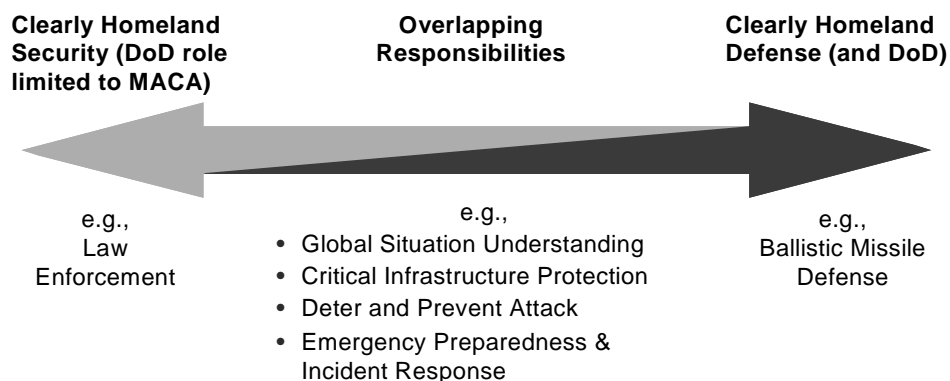 Clearly Homeland
Security (DoD role
limited to MACA)
Overlapping
Responsibilities
Clearly Homeland
Defense (and DoD)
e.g.,
Law
Enforcement
e.g.,
• Global Situation Understanding
• Critical Infrastructure Protection
• Deter and Prevent Attack
• Emergency Preparedness &
Incident Response
e.g.,
Ballistic Missile
Defense